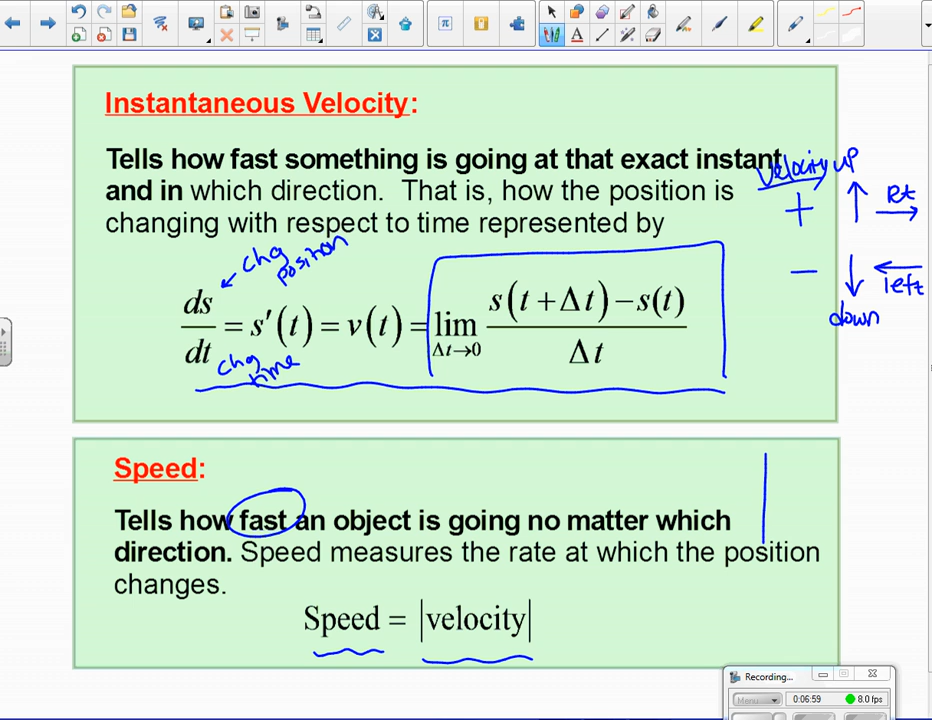 Instantaneous Velocity:
Tells how fast something is going at that exact instant
and in which direction. That is, how the position is
changing with respect to time represented by
Velocity up
+ ↑ Rt →
− ↓ ← left
down
chg
position
ds/dt = s′(t) = v(t) = lim Δt→0 (s(t + Δt) − s(t))/Δt
chg
time
Speed:
Tells how fast an object is going no matter which
direction. Speed measures the rate at which the position
changes.
Speed = |velocity|
Recording...
Menu
0:06:59 8.0 fps